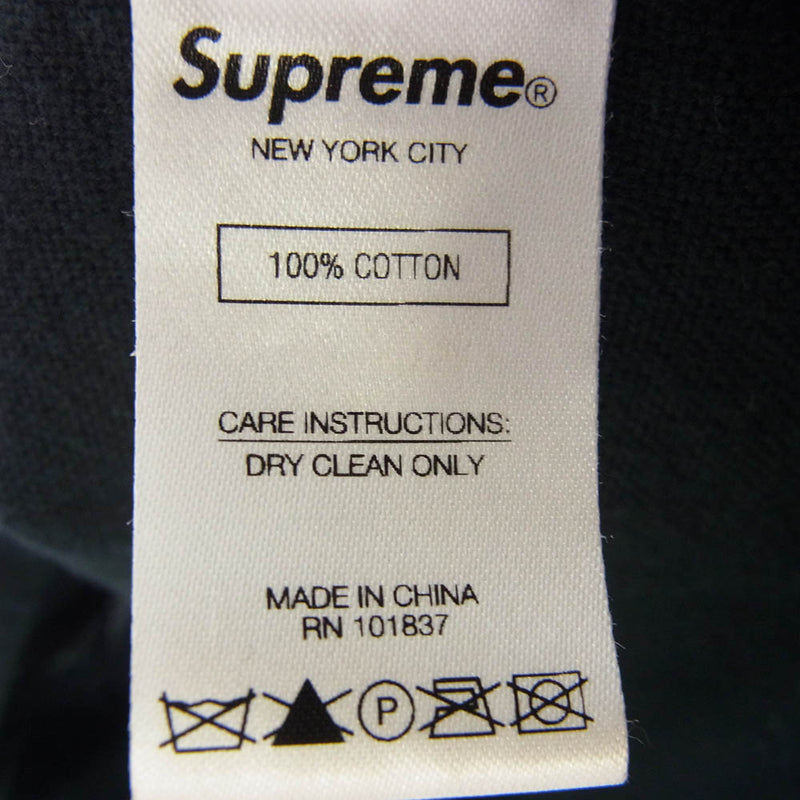 Supreme®
NEW YORK CITY
100% COTTON
CARE INSTRUCTIONS:
DRY CLEAN ONLY
MADE IN CHINA
RN 101837
P